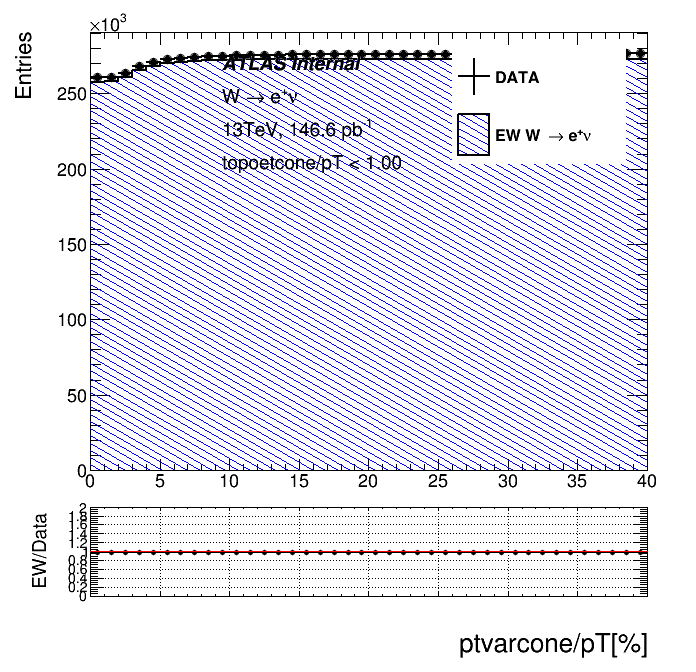 ×10³
Entries
250
200
150
100
50
0
ATLAS Internal
W → e⁺ν
13TeV, 146.6 pb⁻¹
topoetcone/pT < 1.00
DATA
EW W → e⁺ν
0 5 10 15 20 25 30 35 40
EW/Data
2
1.8
1.6
1.4
1.2
1
0.8
0.6
0.4
0.2
0
ptvarcone/pT[%]